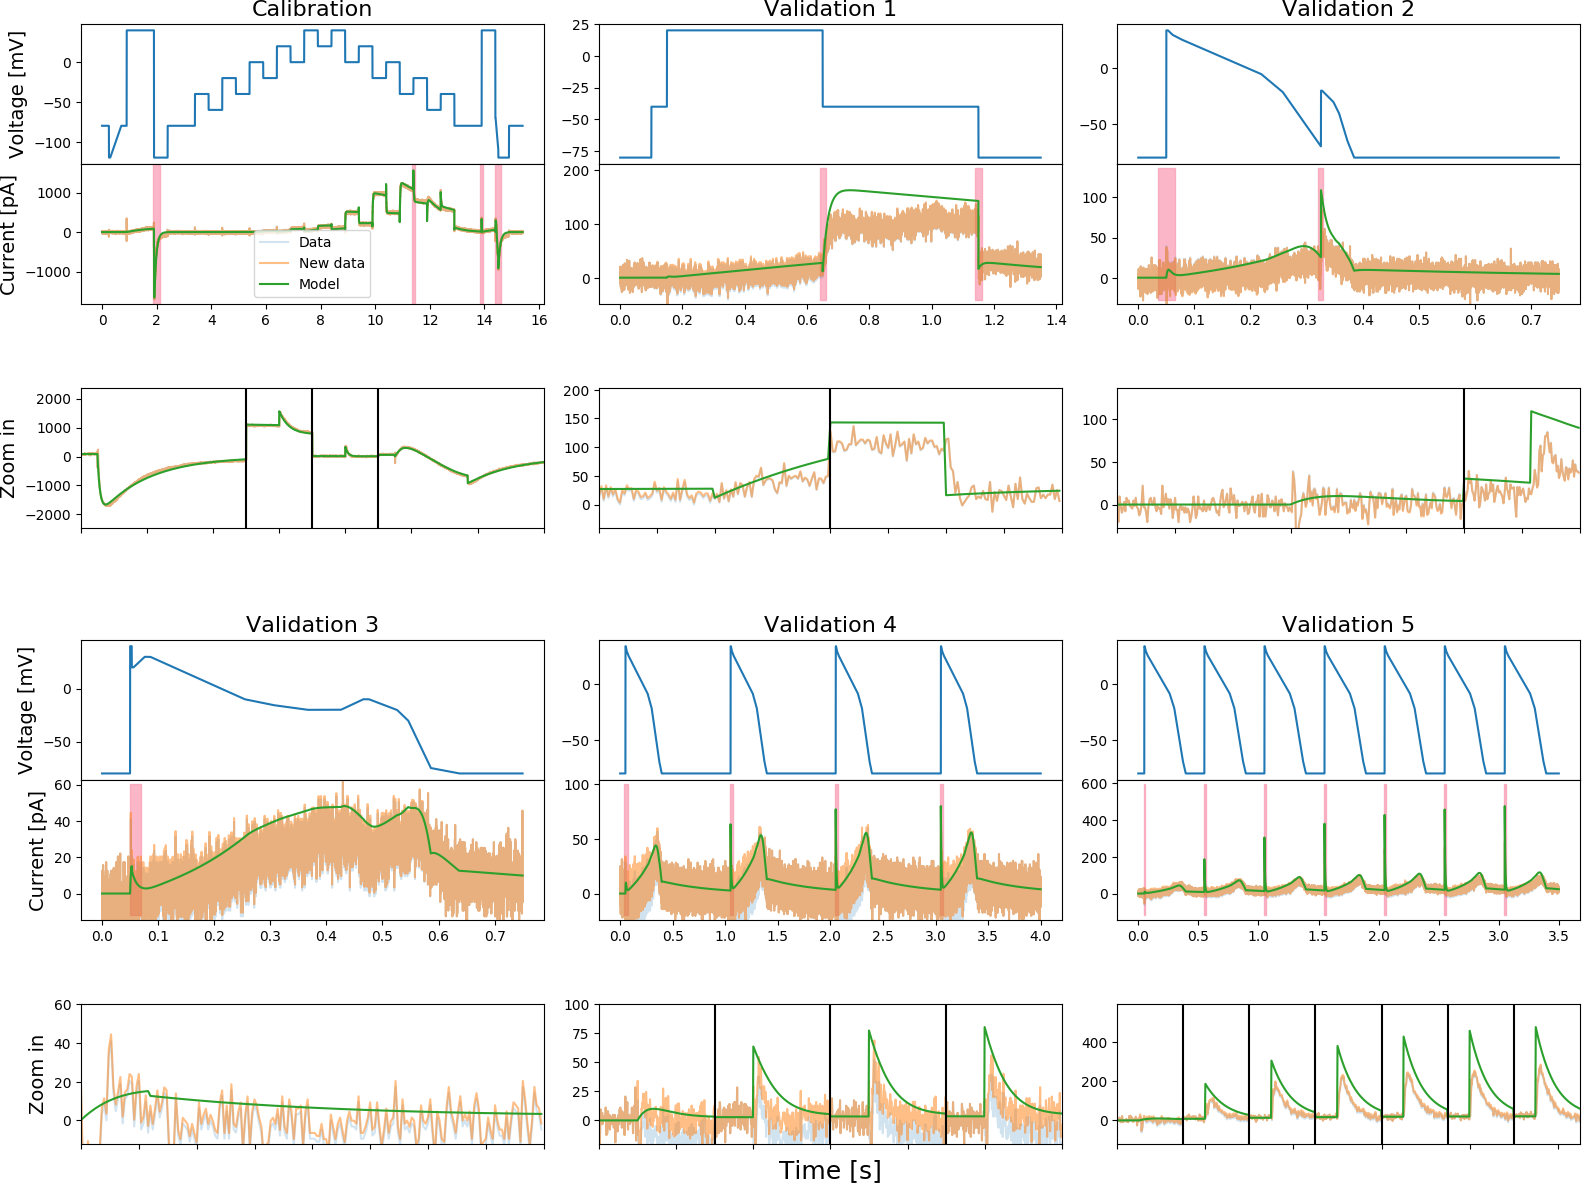 Calibration
Validation 1
Validation 2
Voltage [mV]
0
−50
−100
25
0
−25
−50
−75
0
−50
Current [pA]
1000
0
−1000
Data
New data
Model
200
100
0
100
50
0
0 2 4 6 8 10 12 14 16
0.0 0.2 0.4 0.6 0.8 1.0 1.2 1.4
0.0 0.1 0.2 0.3 0.4 0.5 0.6 0.7
Zoom in
2000
1000
0
−1000
−2000
200
150
100
50
0
100
50
0
Validation 3
Validation 4
Validation 5
Voltage [mV]
0
−50
0
−50
0
−50
Current [pA]
60
40
20
0
100
50
0
600
400
200
0
0.0 0.1 0.2 0.3 0.4 0.5 0.6 0.7
0.0 0.5 1.0 1.5 2.0 2.5 3.0 3.5 4.0
0.0 0.5 1.0 1.5 2.0 2.5 3.0 3.5
Zoom in
60
40
20
0
100
75
50
25
0
400
200
0
Time [s]